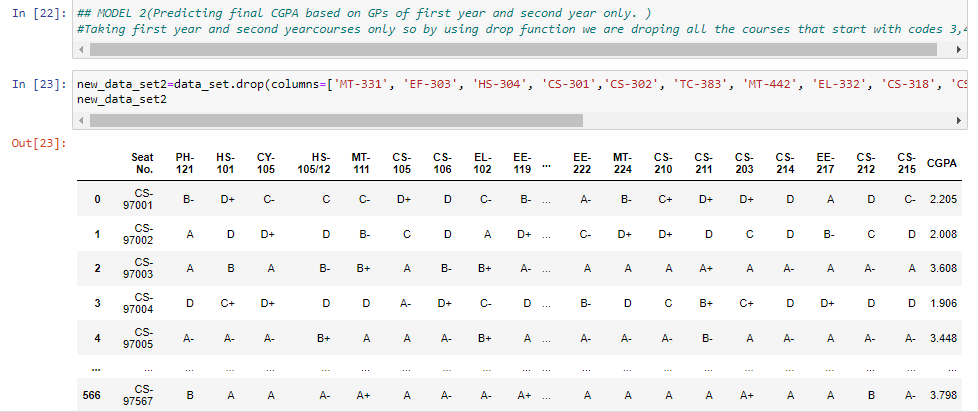 In [22]: ## MODEL 2(Predicting final CGPA based on GPs of first year and second year only. )
#Taking first year and second yearcourses only so by using drop function we are droping all the courses that start with codes 3,4
In [23]: new_data_set2=data_set.drop(columns=['MT-331', 'EF-303', 'HS-304', 'CS-301','CS-302', 'TC-383', 'MT-442', 'EL-332', 'CS-318', 'CS
new_data_set2
Out[23]:
Seat No. PH-121 HS-101 CY-105 HS-105/12 MT-111 CS-105 CS-106 EL-102 EE-119 ... EE-222 MT-224 CS-210 CS-211 CS-203 CS-214 EE-217 CS-212 CS-215 CGPA
0 CS-97001 B- D+ C- C C- D+ D C- B- ... A- B- C+ D+ D+ D A D C- 2.205
1 CS-97002 A D D+ D B- C D A D+ ... C- D+ D+ D C D B- C D 2.008
2 CS-97003 A B A B- B+ A B- B+ A- ... A A A A+ A A- A A- A 3.608
3 CS-97004 D C+ D+ D D A- D+ C- D ... B- D C B+ C+ D D+ D D 1.906
4 CS-97005 A- A- A- B+ A A A- B+ A ... A- A- A- B- A A- A A- A- 3.448
... ... ... ... ... ... ... ... ... ... ... ... ... ... ... ... ... ... ... ... ... ... ...
566 CS-97567 B A A A- A+ A A- A- A+ ... A A A A A+ A A B A- 3.798